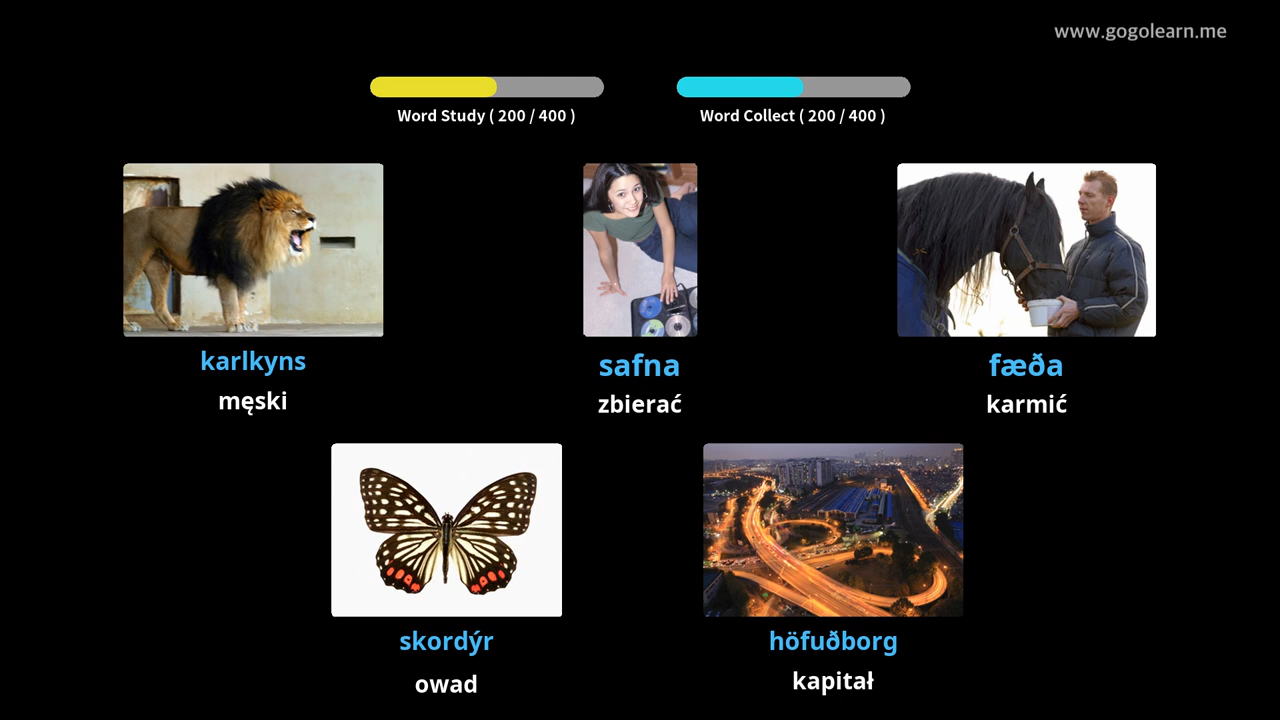 www.gogolearn.me
Word Study ( 200 / 400 )
Word Collect ( 200 / 400 )
karlkyns
męski
safna
zbierać
fæða
karmić
skordýr
owad
höfuðborg
kapitał